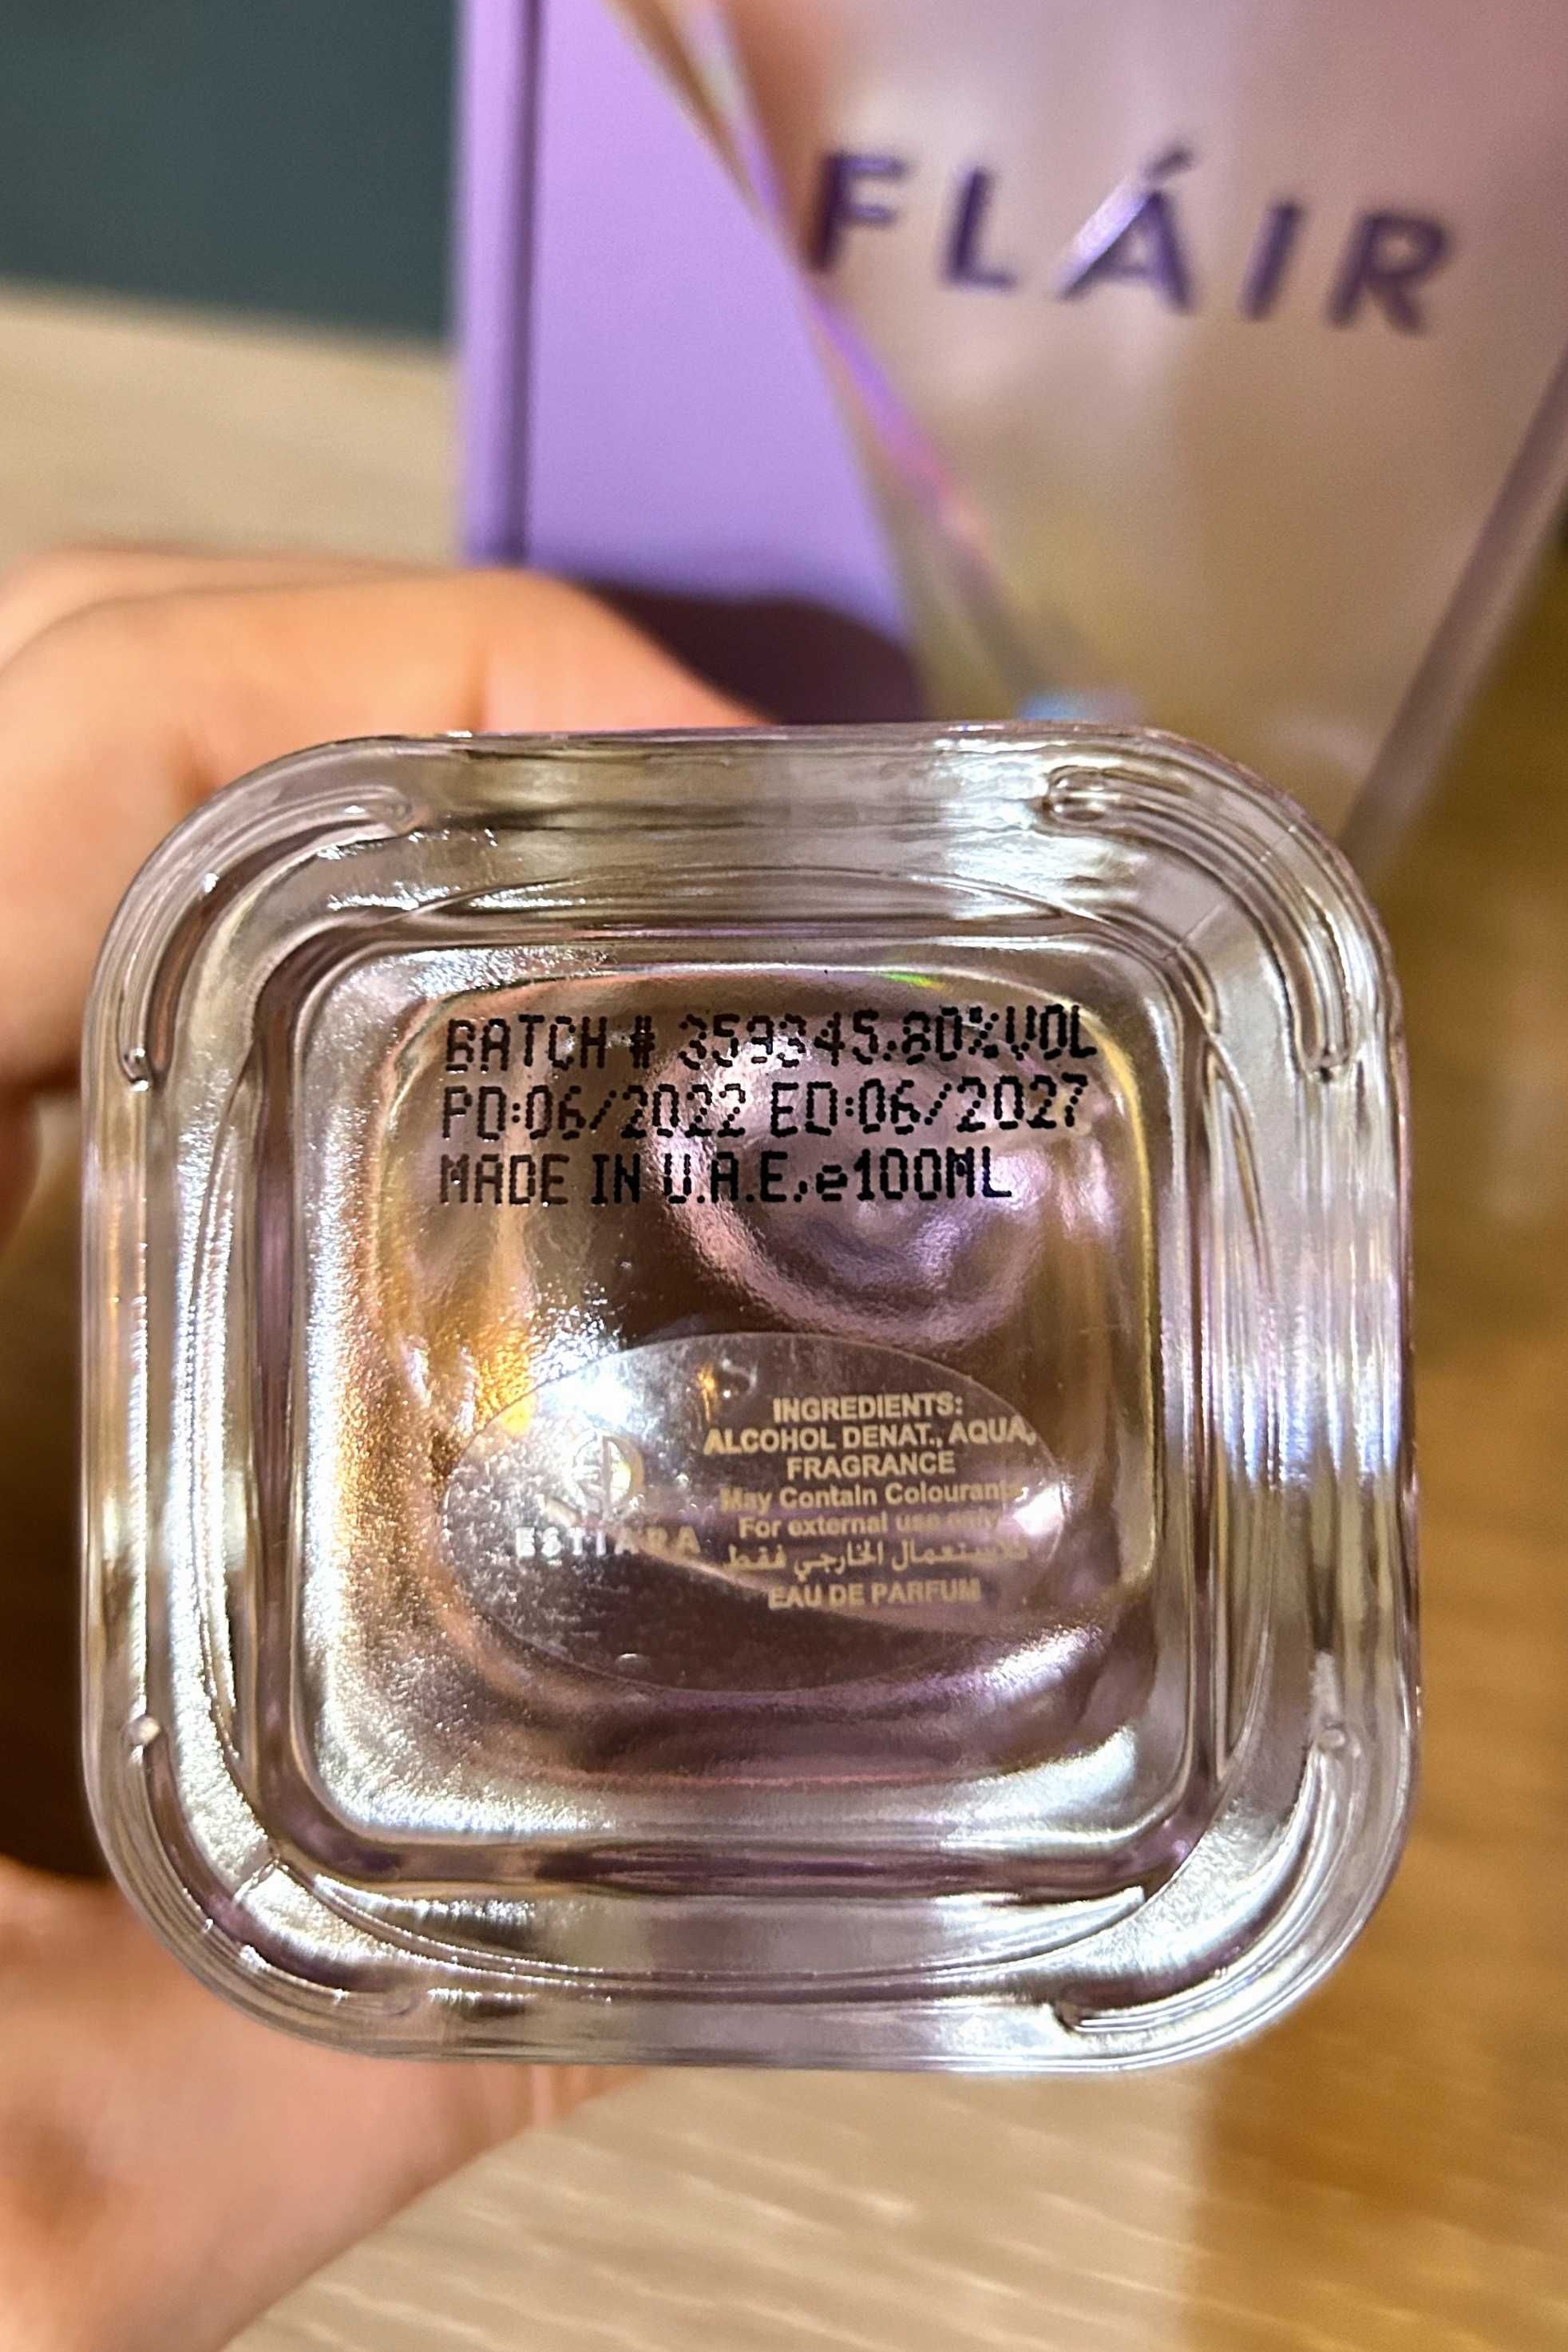 FLÁIR
BATCH # 359345.80%VOL
PD:06/2022 ED:06/2027
MADE IN U.A.E.e100ML
ESTIARA
INGREDIENTS:
ALCOHOL DENAT., AQUA,
FRAGRANCE
May Contain Colourants
For external use only
للاستعمال الخارجي فقط
EAU DE PARFUM